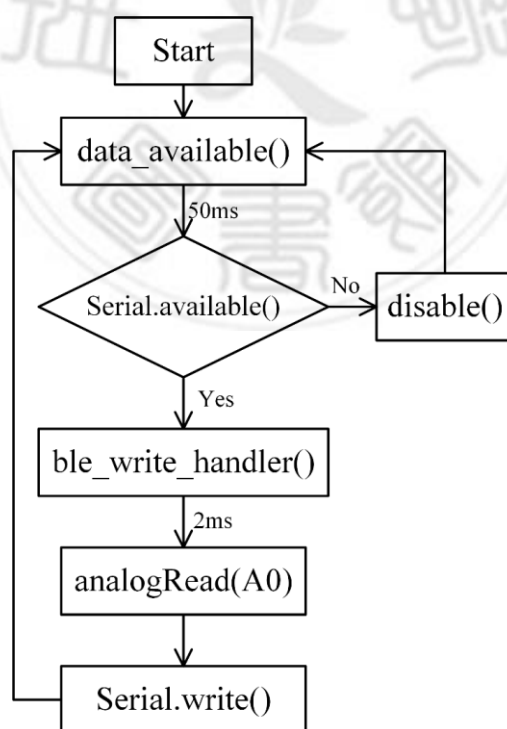 Start
data_available()
50ms
Serial.available()
No
disable()
Yes
ble_write_handler()
2ms
analogRead(A0)
Serial.write()